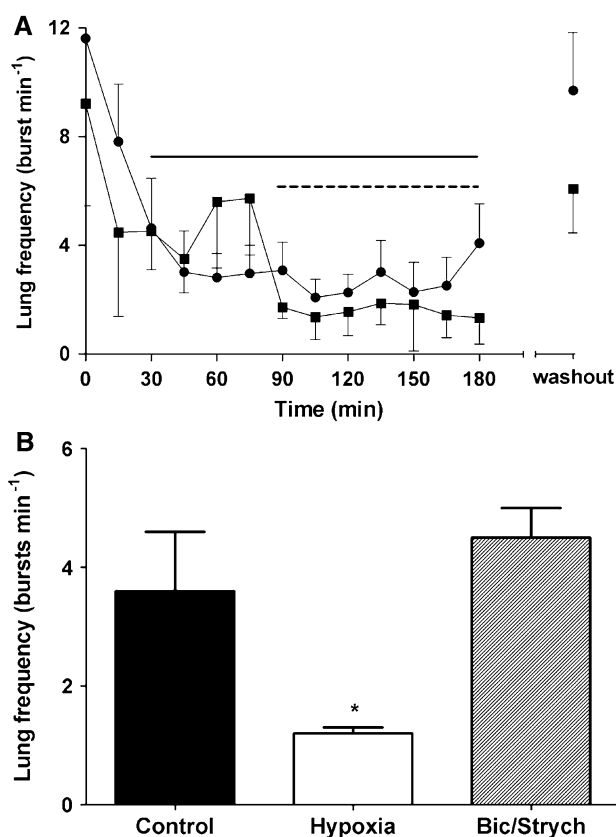 A
Lung frequency (burst min-1)
12
8
4
0
0 30 60 90 120 150 180 washout
Time (min)
B
Lung frequency (bursts min-1)
6
4
2
0
*
Control Hypoxia Bic/Strych